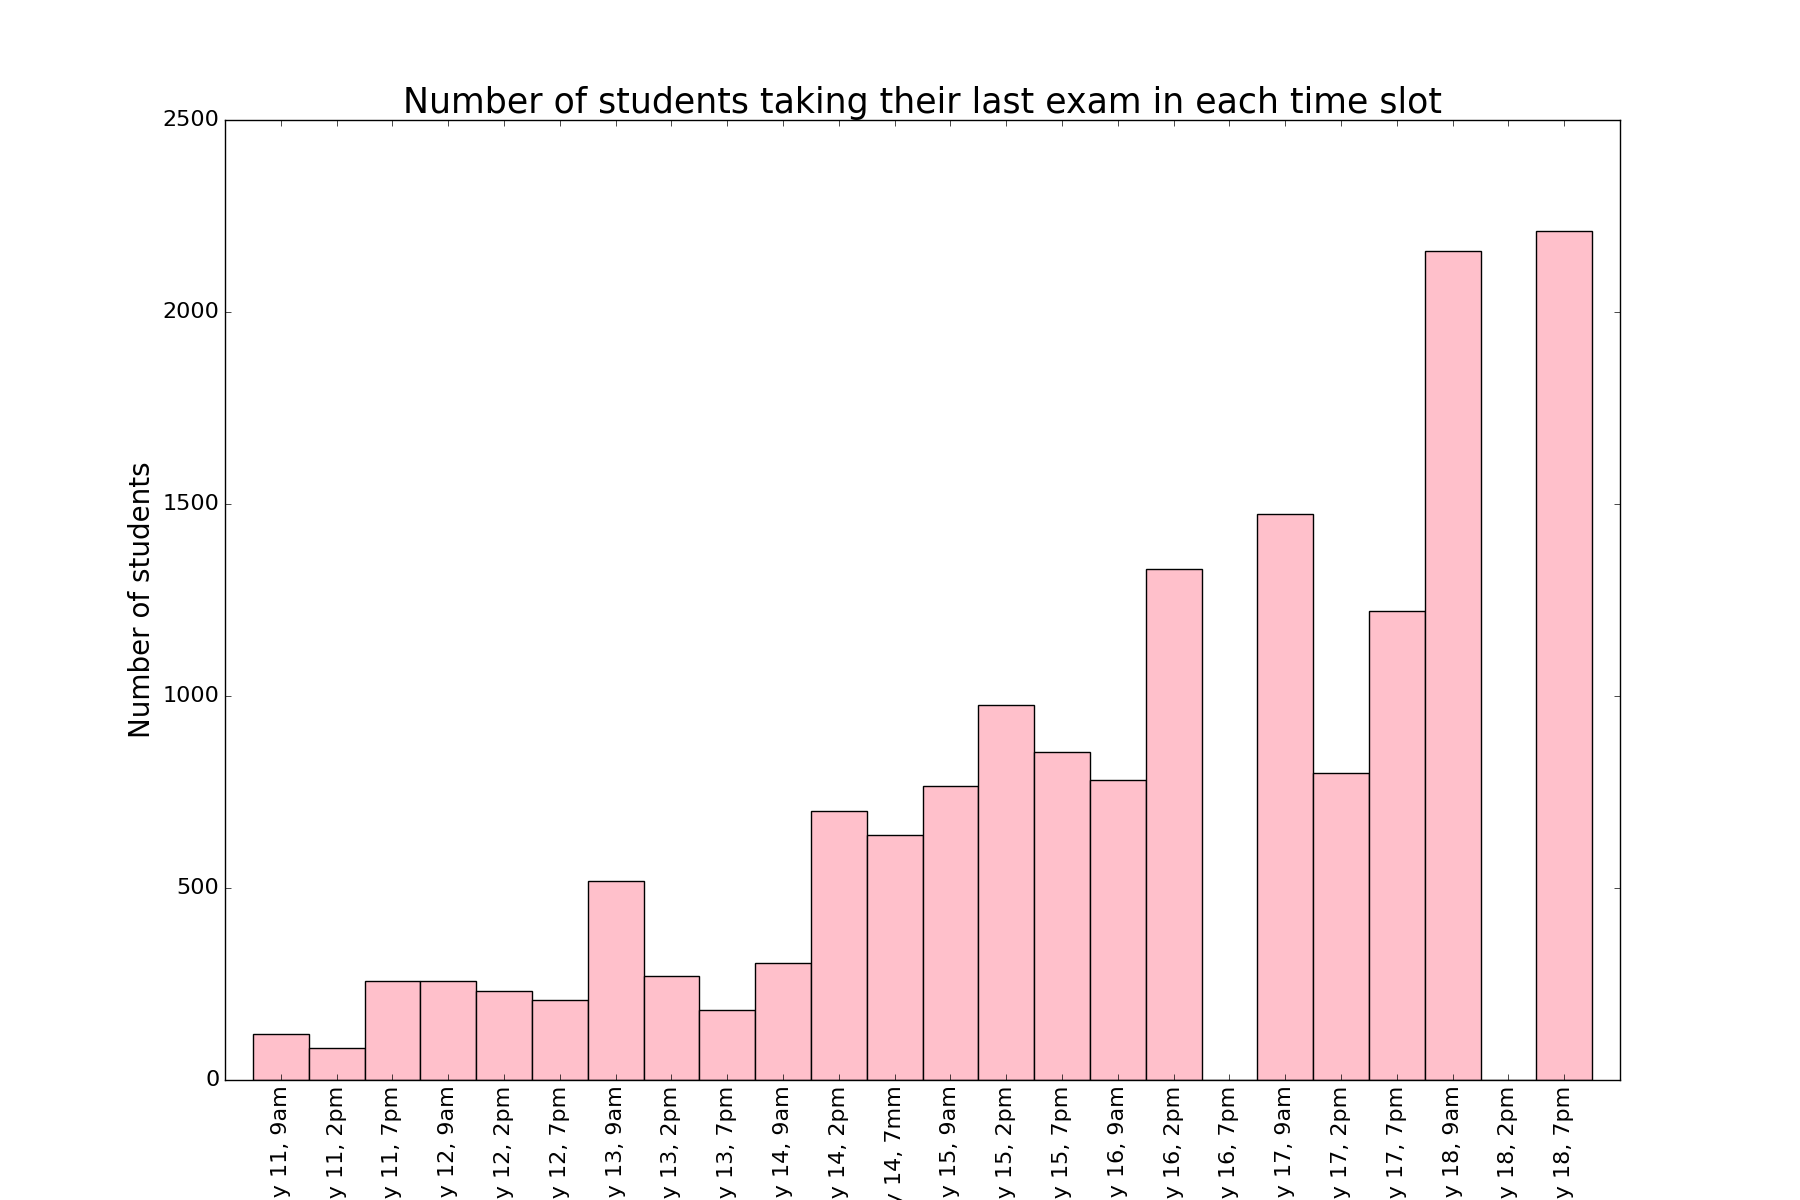 Number of students taking their last exam in each time slot
2500
2000
1500
1000
500
0
Number of students
y 11, 9am
y 11, 2pm
y 11, 7pm
y 12, 9am
y 12, 2pm
y 12, 7pm
y 13, 9am
y 13, 2pm
y 13, 7pm
y 14, 9am
y 14, 2pm
y 14, 7mm
y 15, 9am
y 15, 2pm
y 15, 7pm
y 16, 9am
y 16, 2pm
y 16, 7pm
y 17, 9am
y 17, 2pm
y 17, 7pm
y 18, 9am
y 18, 2pm
y 18, 7pm